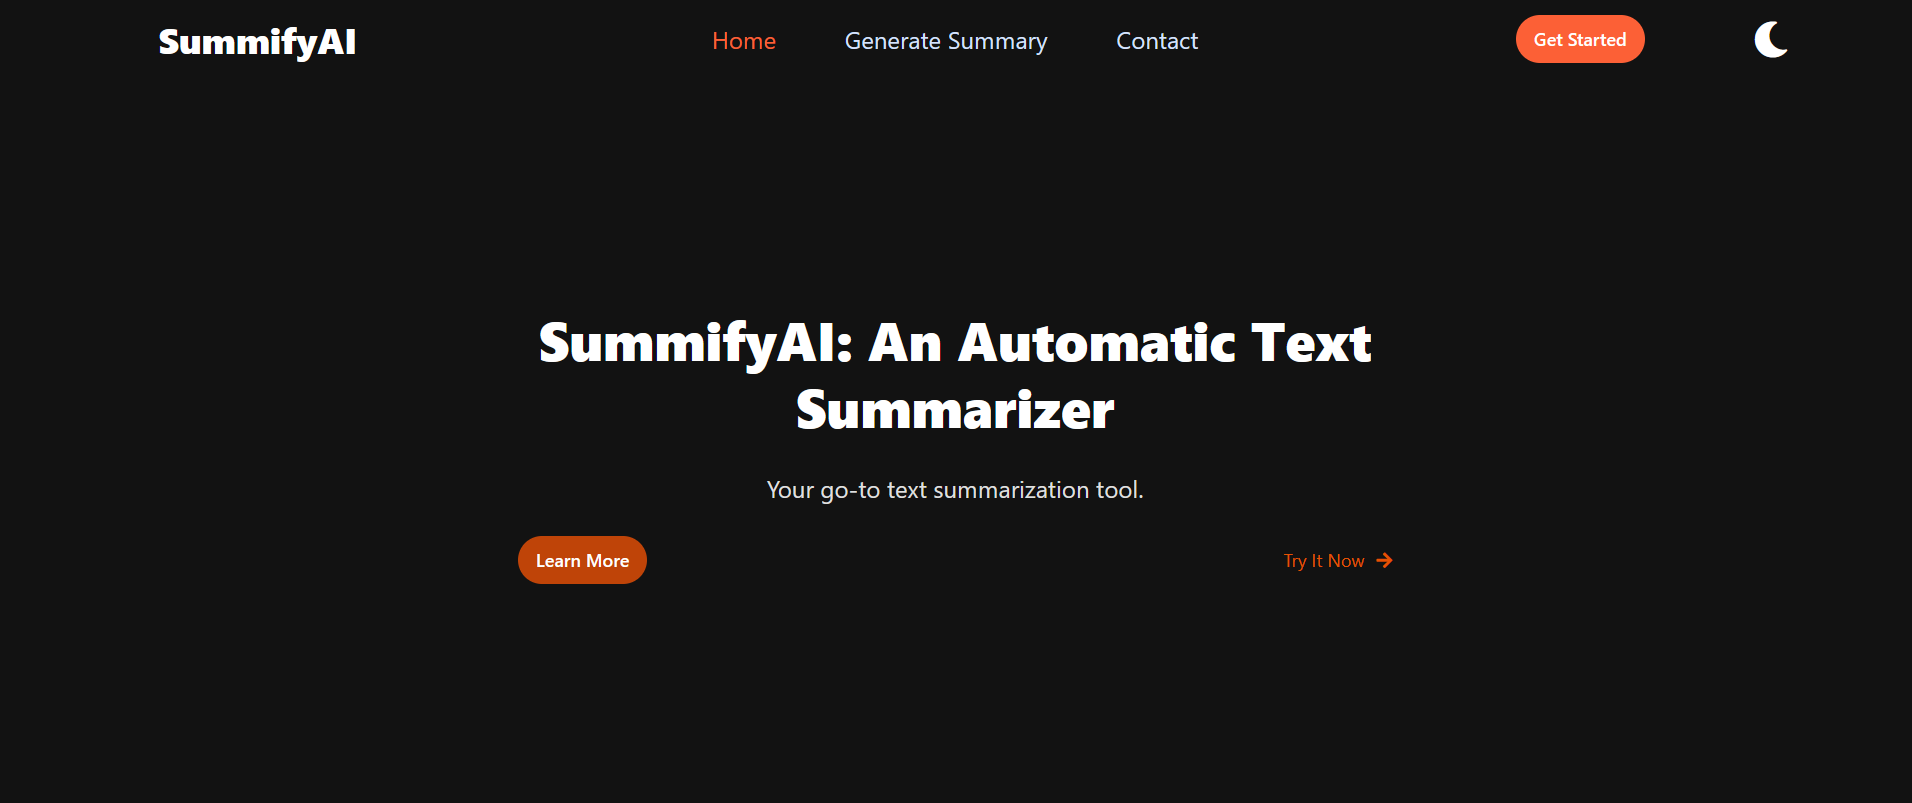 SummifyAI
Home
Generate Summary
Contact
Get Started
SummifyAI: An Automatic Text
Summarizer
Your go-to text summarization tool.
Learn More
Try It Now